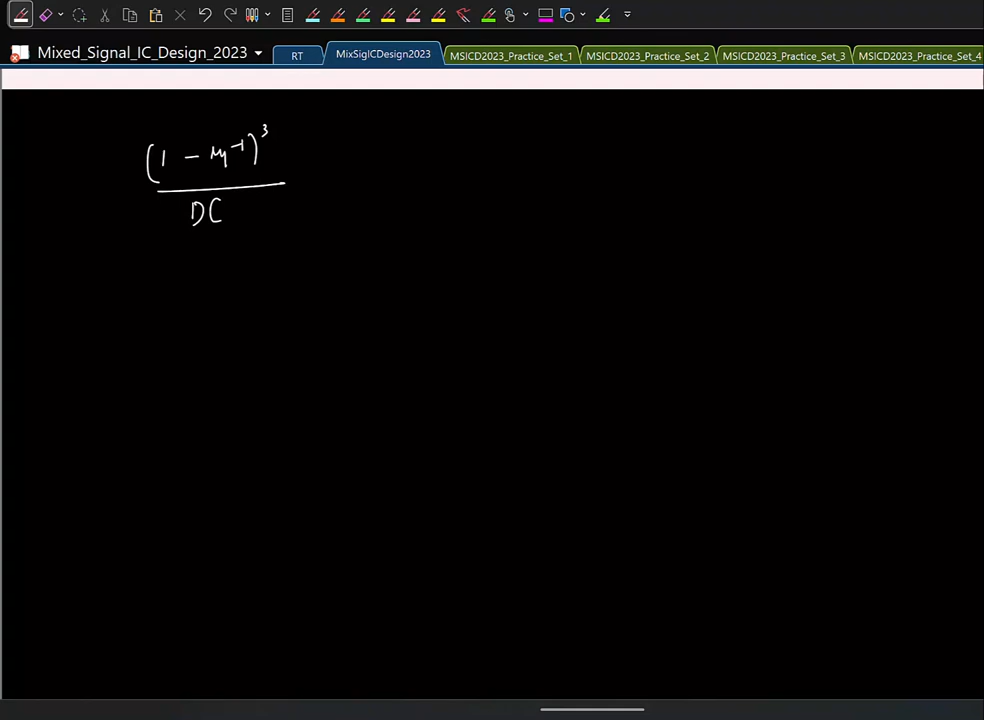 Mixed_Signal_IC_Design_2023 RT MixSigICDesign2023 MSICD2023_Practice_Set_1 MSICD2023_Practice_Set_2 MSICD2023_Practice_Set_3 MSICD2023_Practice_Set_4
(1 - z⁻¹)³
DC